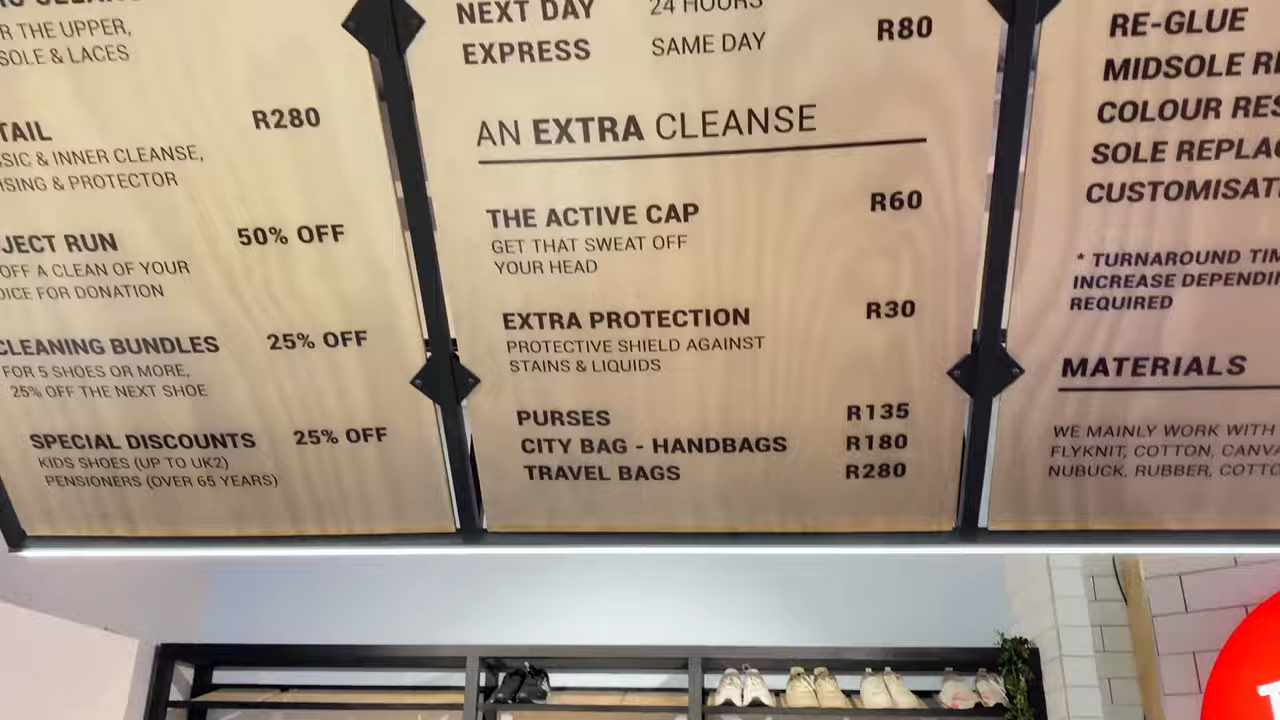 R THE UPPER,
SOLE & LACES
TAIL R280
SIC & INNER CLEANSE,
ISING & PROTECTOR
JECT RUN 50% OFF
OFF A CLEAN OF YOUR
OICE FOR DONATION
CLEANING BUNDLES 25% OFF
FOR 5 SHOES OR MORE,
25% OFF THE NEXT SHOE
SPECIAL DISCOUNTS 25% OFF
KIDS SHOES (UP TO UK2)
PENSIONERS (OVER 65 YEARS)
NEXT DAY 24 HOURS
EXPRESS SAME DAY R80
AN EXTRA CLEANSE
THE ACTIVE CAP R60
GET THAT SWEAT OFF
YOUR HEAD
EXTRA PROTECTION R30
PROTECTIVE SHIELD AGAINST
STAINS & LIQUIDS
PURSES R135
CITY BAG - HANDBAGS R180
TRAVEL BAGS R280
RE-GLUE
MIDSOLE RE
COLOUR RES
SOLE REPLAC
CUSTOMISAT
* TURNAROUND TIM
INCREASE DEPENDIN
REQUIRED
MATERIALS
WE MAINLY WORK WITH
FLYKNIT, COTTON, CANVA
NUBUCK, RUBBER, COTTO